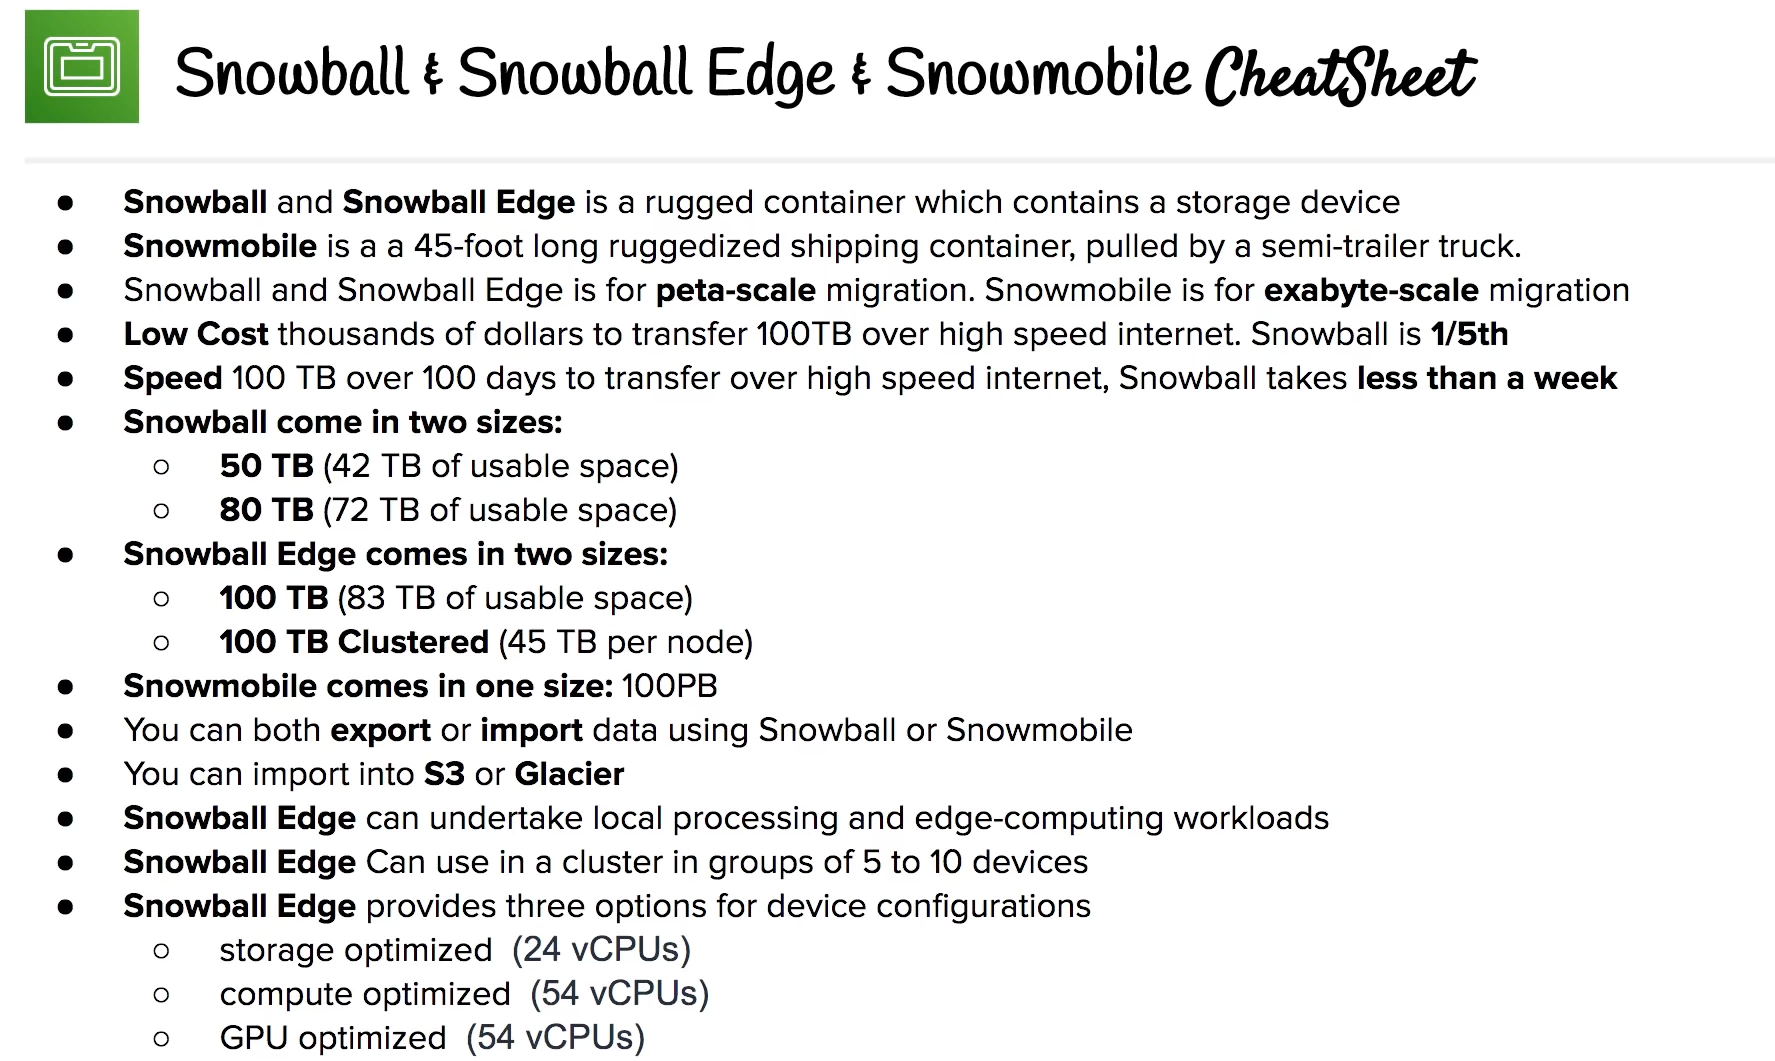 Snowball & Snowball Edge & Snowmobile CheatSheet
● Snowball and Snowball Edge is a rugged container which contains a storage device
● Snowmobile is a a 45-foot long ruggedized shipping container, pulled by a semi-trailer truck.
● Snowball and Snowball Edge is for peta-scale migration. Snowmobile is for exabyte-scale migration
● Low Cost thousands of dollars to transfer 100TB over high speed internet. Snowball is 1/5th
● Speed 100 TB over 100 days to transfer over high speed internet, Snowball takes less than a week
● Snowball come in two sizes:
○ 50 TB (42 TB of usable space)
○ 80 TB (72 TB of usable space)
● Snowball Edge comes in two sizes:
○ 100 TB (83 TB of usable space)
○ 100 TB Clustered (45 TB per node)
● Snowmobile comes in one size: 100PB
● You can both export or import data using Snowball or Snowmobile
● You can import into S3 or Glacier
● Snowball Edge can undertake local processing and edge-computing workloads
● Snowball Edge Can use in a cluster in groups of 5 to 10 devices
● Snowball Edge provides three options for device configurations
○ storage optimized (24 vCPUs)
○ compute optimized (54 vCPUs)
○ GPU optimized (54 vCPUs)